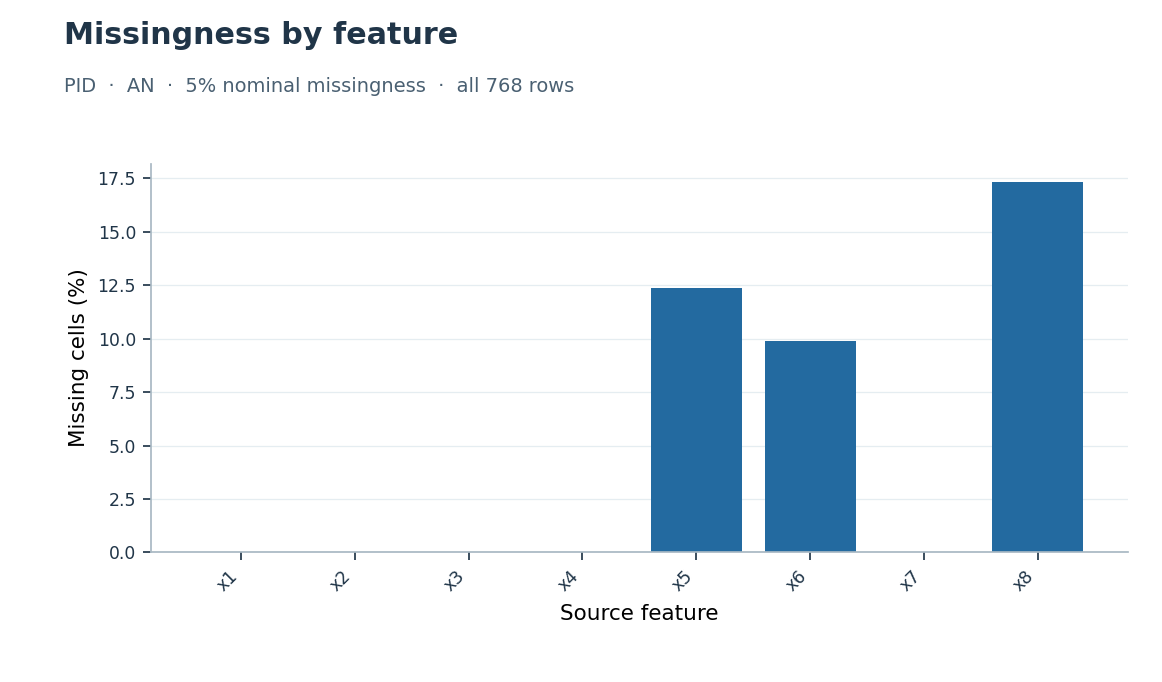 Missingness by feature
PID · AN · 5% nominal missingness · all 768 rows
17.5
15.0
12.5
10.0
7.5
5.0
2.5
0.0
Missing cells (%)
x1 x2 x3 x4 x5 x6 x7 x8
Source feature